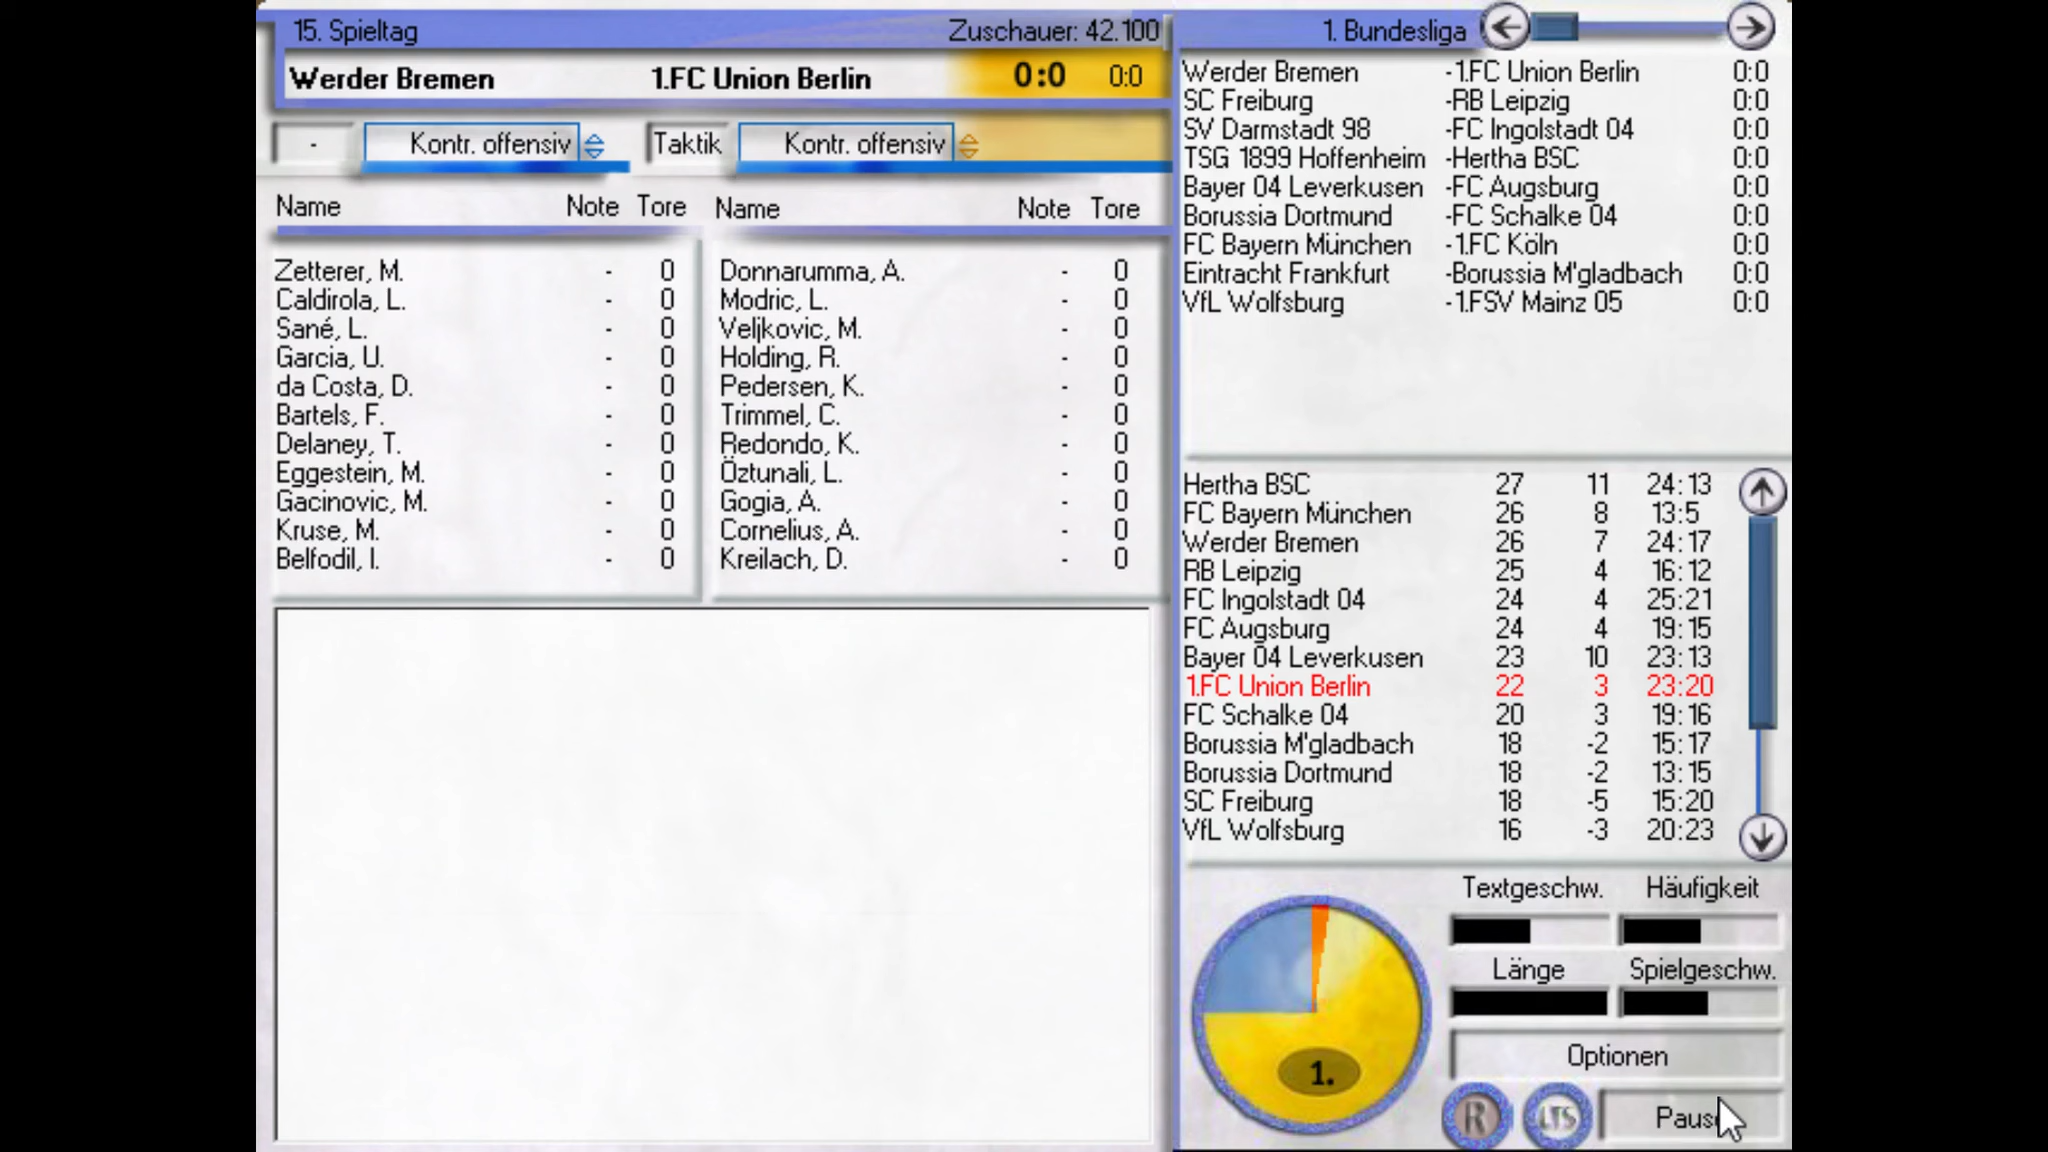 15. Spieltag Zuschauer: 42.100
Werder Bremen 1.FC Union Berlin 0:0 0:0
- Kontr. offensiv Taktik Kontr. offensiv
Name Note Tore Name Note Tore
Zetterer, M. - 0 Donnarumma, A. - 0
Caldirola, L. - 0 Modric, L. - 0
Sané, L. - 0 Veljkovic, M. - 0
Garcia, U. - 0 Holding, R. - 0
da Costa, D. - 0 Pedersen, K. - 0
Bartels, F. - 0 Trimmel, C. - 0
Delaney, T. - 0 Redondo, K. - 0
Eggestein, M. - 0 Öztunali, L. - 0
Gacinovic, M. - 0 Gogia, A. - 0
Kruse, M. - 0 Cornelius, A. - 0
Belfodil, I. - 0 Kreilach, D. - 0
1. Bundesliga
Werder Bremen -1.FC Union Berlin 0:0
SC Freiburg -RB Leipzig 0:0
SV Darmstadt 98 -FC Ingolstadt 04 0:0
TSG 1899 Hoffenheim -Hertha BSC 0:0
Bayer 04 Leverkusen -FC Augsburg 0:0
Borussia Dortmund -FC Schalke 04 0:0
FC Bayern München -1.FC Köln 0:0
Eintracht Frankfurt -Borussia M'gladbach 0:0
VfL Wolfsburg -1.FSV Mainz 05 0:0
Hertha BSC 27 11 24:13
FC Bayern München 26 8 13:5
Werder Bremen 26 7 24:17
RB Leipzig 25 4 16:12
FC Ingolstadt 04 24 4 25:21
FC Augsburg 24 4 19:15
Bayer 04 Leverkusen 23 10 23:13
1.FC Union Berlin 22 3 23:20
FC Schalke 04 20 3 19:16
Borussia M'gladbach 18 -2 15:17
Borussia Dortmund 18 -2 13:15
SC Freiburg 18 -5 15:20
VfL Wolfsburg 16 -3 20:23
Textgeschw. Häufigkeit
Länge Spielgeschw.
1.
Optionen
R LTS Paus